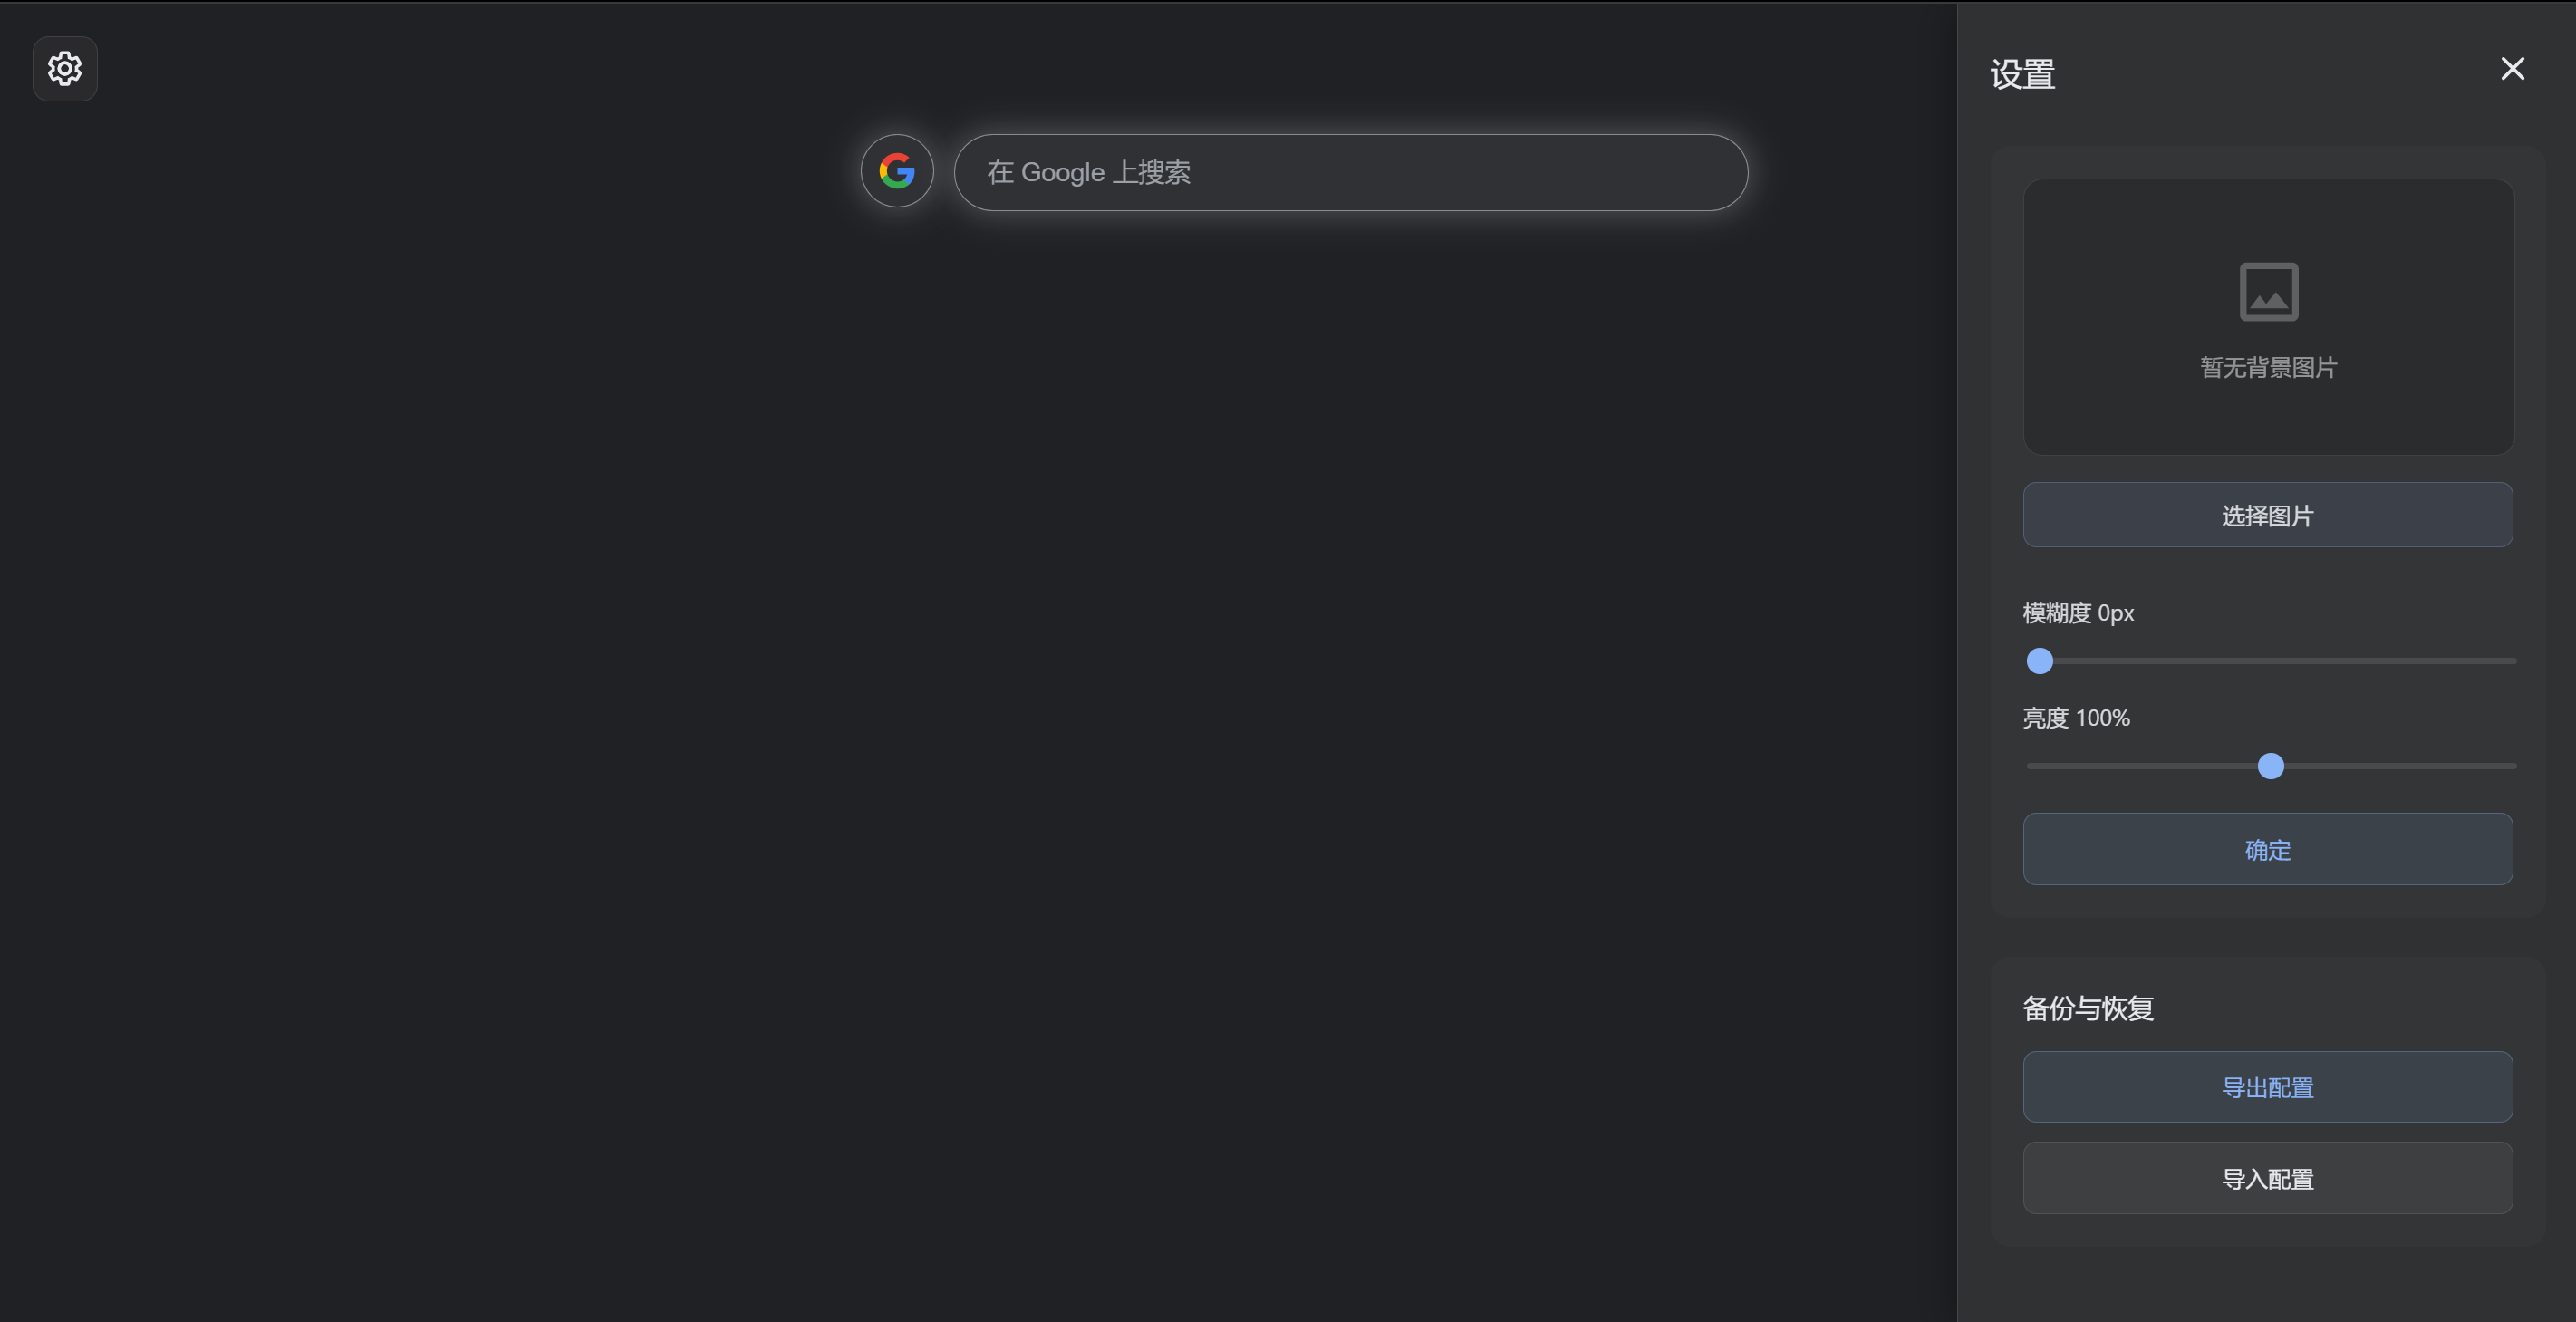 设置
在 Google 上搜索
暂无背景图片
选择图片
模糊度 0px
亮度 100%
确定
备份与恢复
导出配置
导入配置